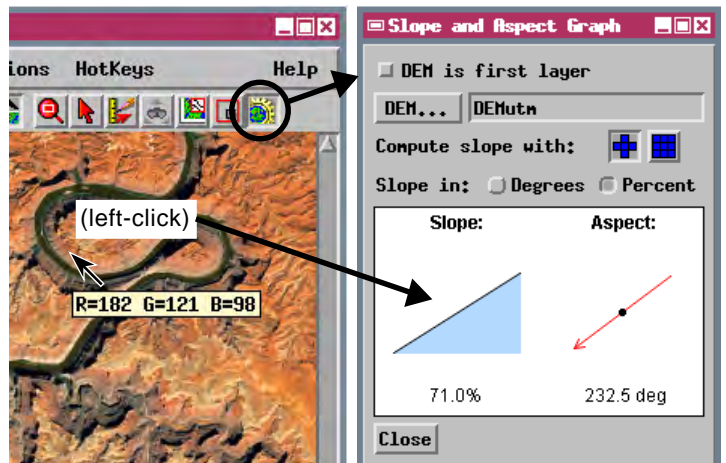 ions HotKeys Help
(left-click)
R=182 G=121 B=98
Slope and Aspect Graph
DEM is first layer
DEM... DEMutm
Compute slope with:
Slope in: Degrees Percent
Slope: Aspect:
71.0% 232.5 deg
Close